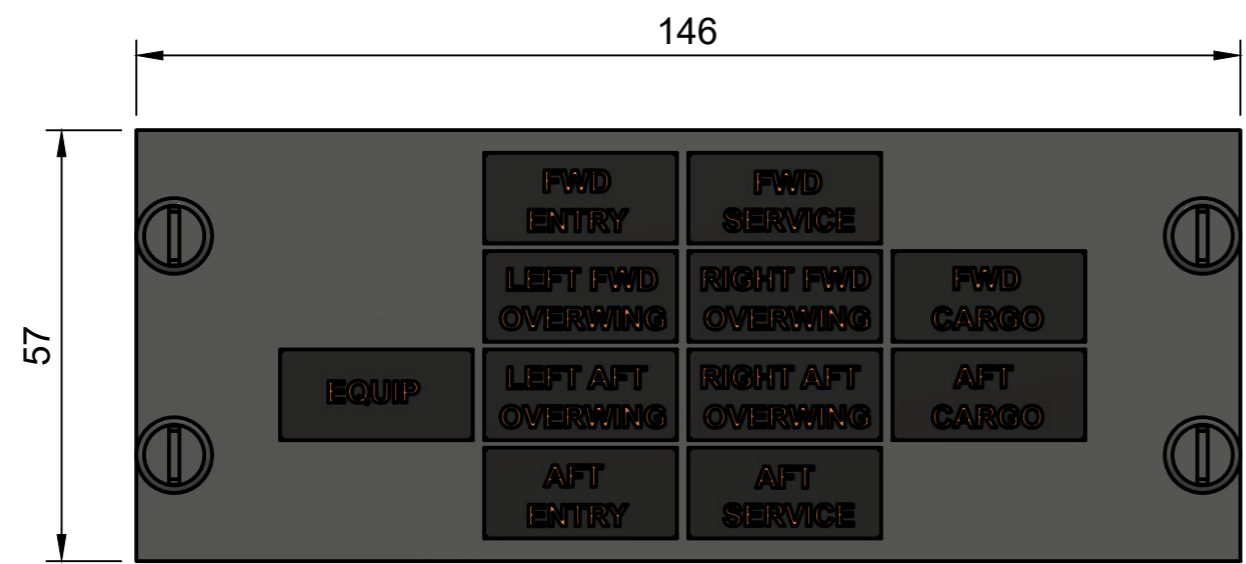 146
57
FWD
ENTRY
FWD
SERVICE
LEFT FWD
OVERWING
RIGHT FWD
OVERWING
FWD
CARGO
EQUIP
LEFT AFT
OVERWING
RIGHT AFT
OVERWING
AFT
CARGO
AFT
ENTRY
AFT
SERVICE